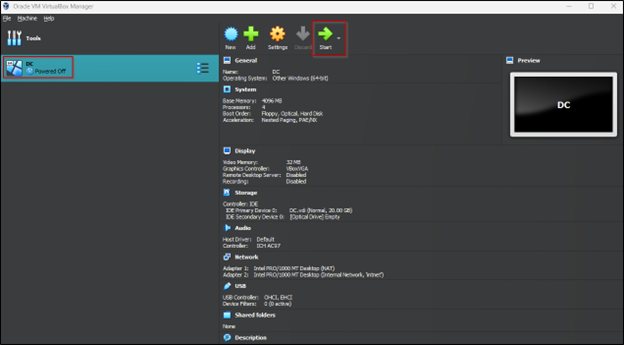 Oracle VM VirtualBox Manager
File Machine Help
Tools
New Add Settings Discard Start
DC
Powered Off
General
Name: DC
Operating System: Other Windows (64-bit)
System
Base Memory: 4096 MB
Processors: 4
Boot Order: Floppy, Optical, Hard Disk
Acceleration: Nested Paging, PAE/NX
Display
Video Memory: 32 MB
Graphics Controller: VBoxVGA
Remote Desktop Server: Disabled
Recording: Disabled
Storage
Controller: IDE
IDE Primary Device 0: DC.vdi (Normal, 20.00 GB)
IDE Secondary Device 0: [Optical Drive] Empty
Audio
Host Driver: Default
Controller: ICH AC97
Network
Adapter 1: Intel PRO/1000 MT Desktop (NAT)
Adapter 2: Intel PRO/1000 MT Desktop (Internal Network, 'intnet')
USB
USB Controller: OHCI, EHCI
Device Filters: 0 (0 active)
Shared folders
None
Description
Preview
DC